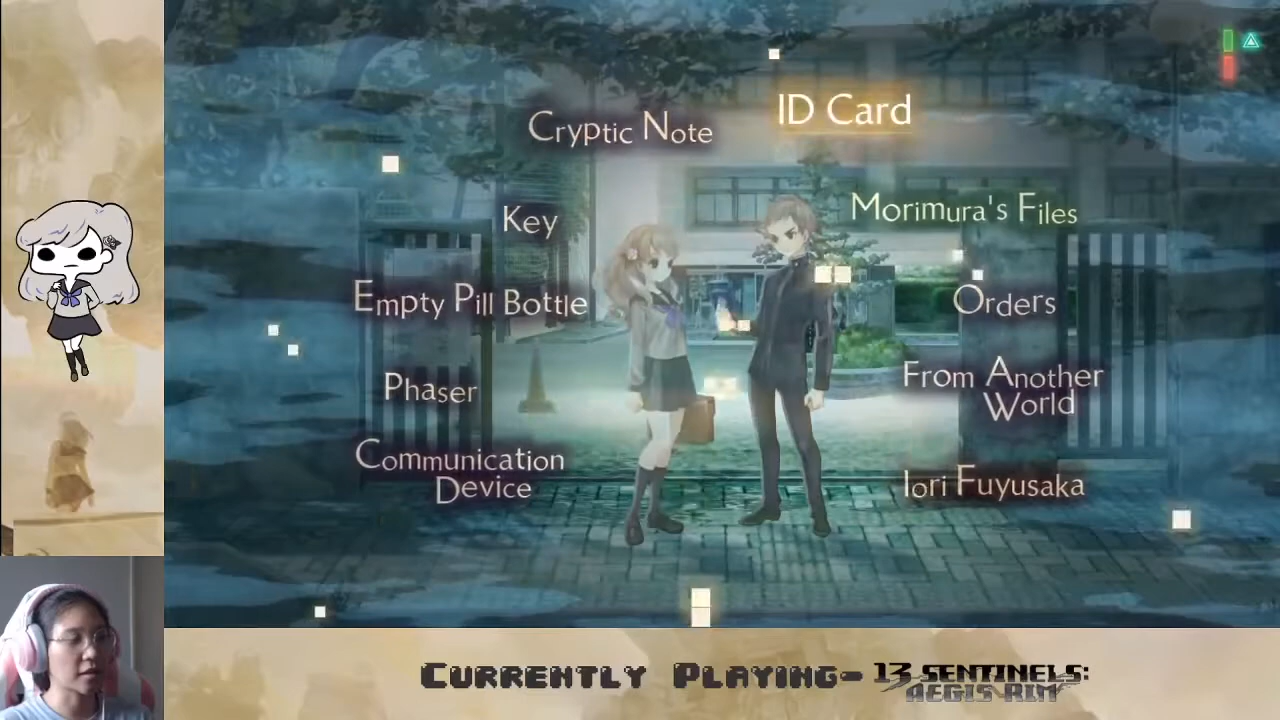 ID Card
Cryptic Note
Morimura's Files
Key
Orders
Empty Pill Bottle
From Another
World
Phaser
Communication
Device
Iori Fuyusaka
Currently Playing- 13 SENTINELS:
AEGIS RIM